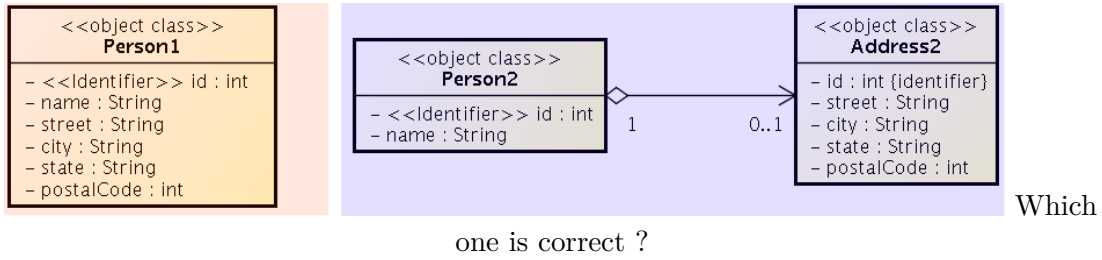 <<object class>>
Person1
– <<Identifier>> id : int
– name : String
– street : String
– city : String
– state : String
– postalCode : int
<<object class>>
Person2
– <<Identifier>> id : int
– name : String
1
0..1
<<object class>>
Address2
– id : int {identifier}
– street : String
– city : String
– state : String
– postalCode : int
Which
one is correct ?